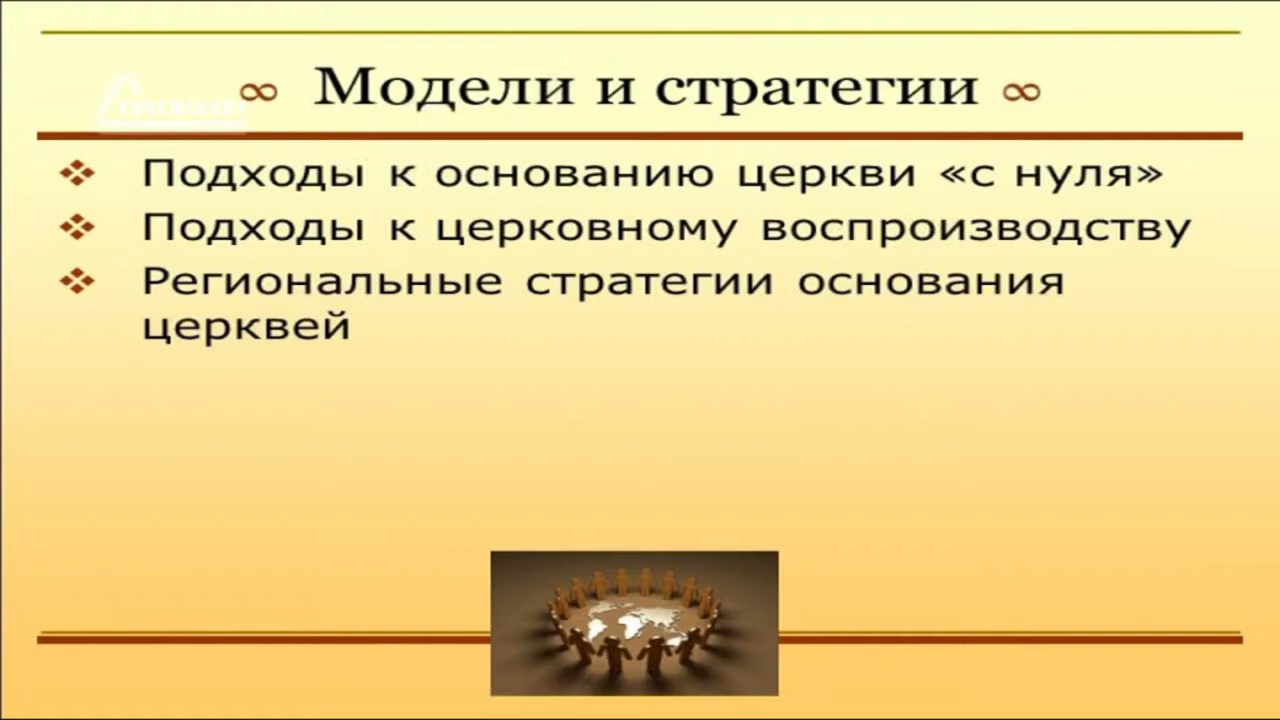 ∞ Модели и стратегии ∞
Подходы к основанию церкви «с нуля»
Подходы к церковному воспроизводству
Региональные стратегии основания
церквей